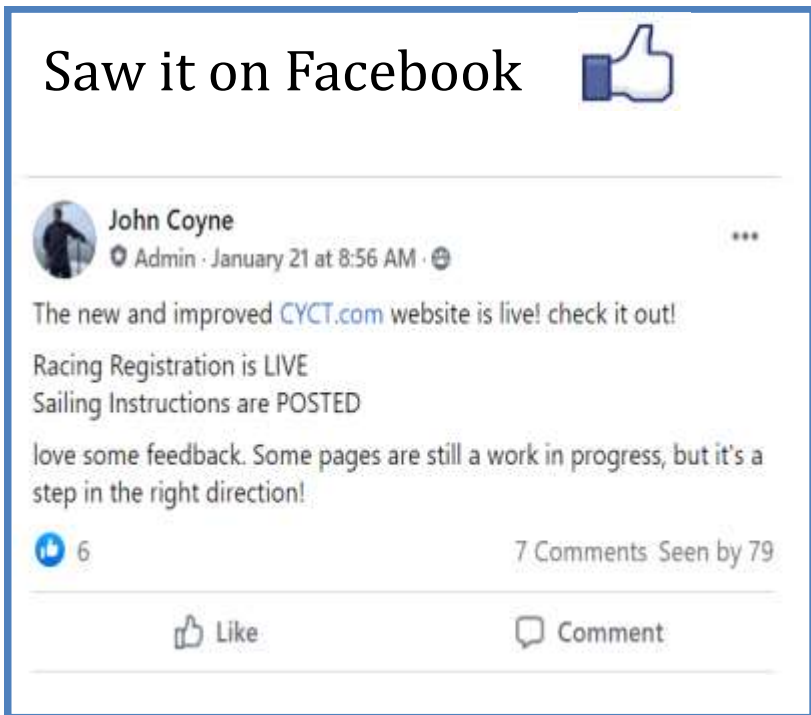 Saw it on Facebook
John Coyne
Admin · January 21 at 8:56 AM ·
The new and improved CYCT.com website is live! check it out!
Racing Registration is LIVE
Sailing Instructions are POSTED
love some feedback. Some pages are still a work in progress, but it's a
step in the right direction!
6
7 Comments Seen by 79
Like
Comment